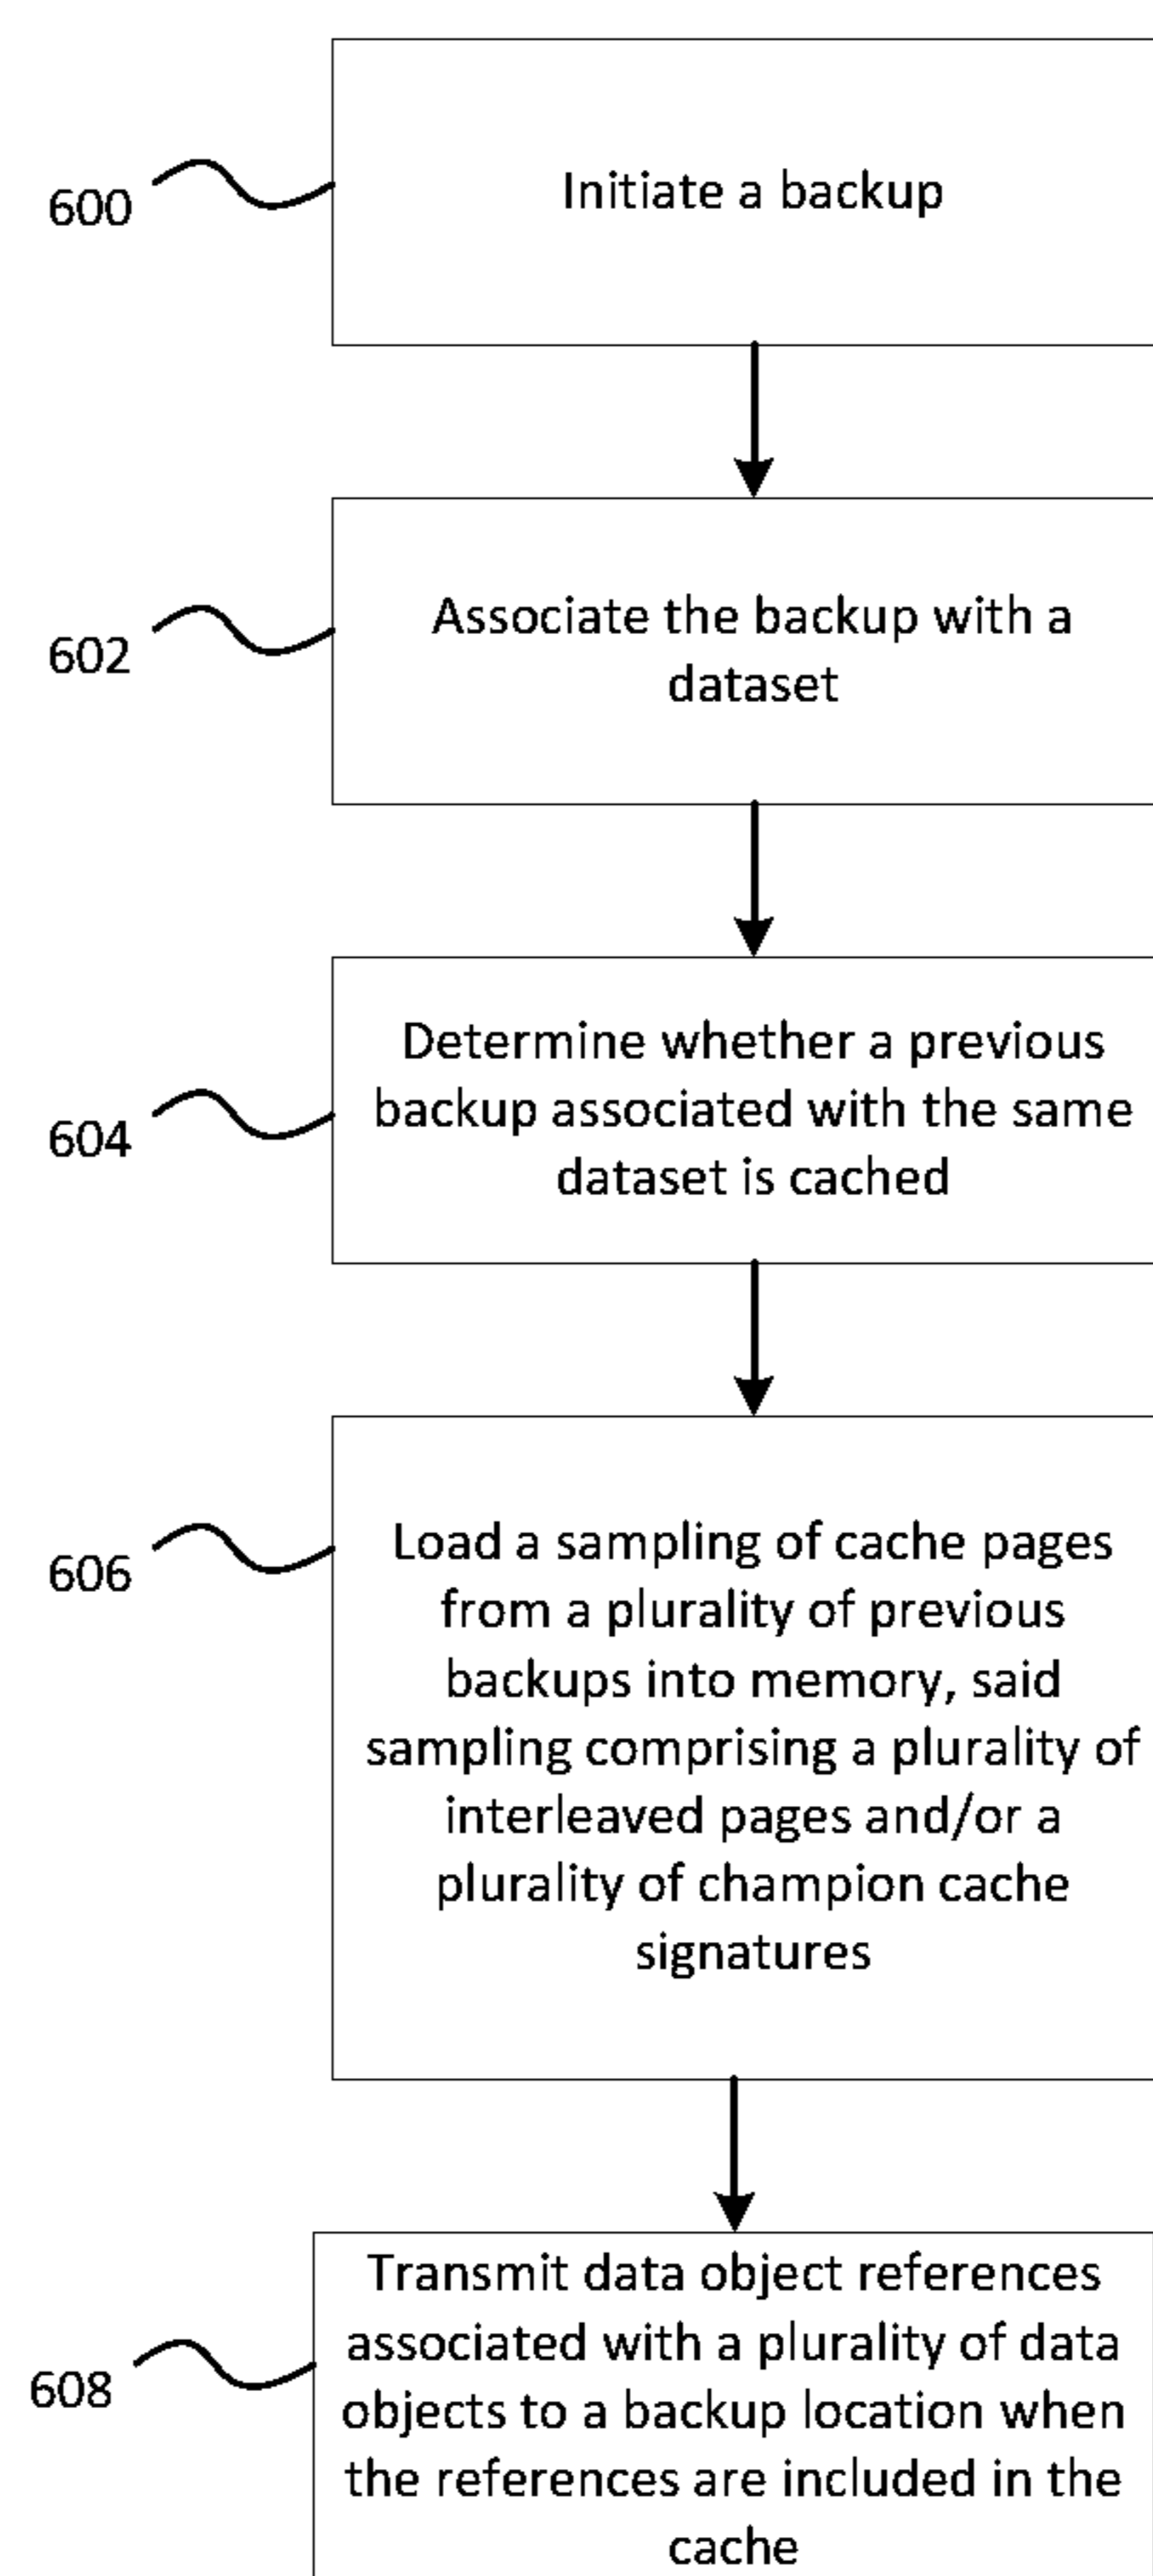 600
Initiate a backup
602
Associate the backup with a
dataset
604
Determine whether a previous
backup associated with the same
dataset is cached
606
Load a sampling of cache pages
from a plurality of previous
backups into memory, said
sampling comprising a plurality of
interleaved pages and/or a
plurality of champion cache
signatures
608
Transmit data object references
associated with a plurality of data
objects to a backup location when
the references are included in the
cache